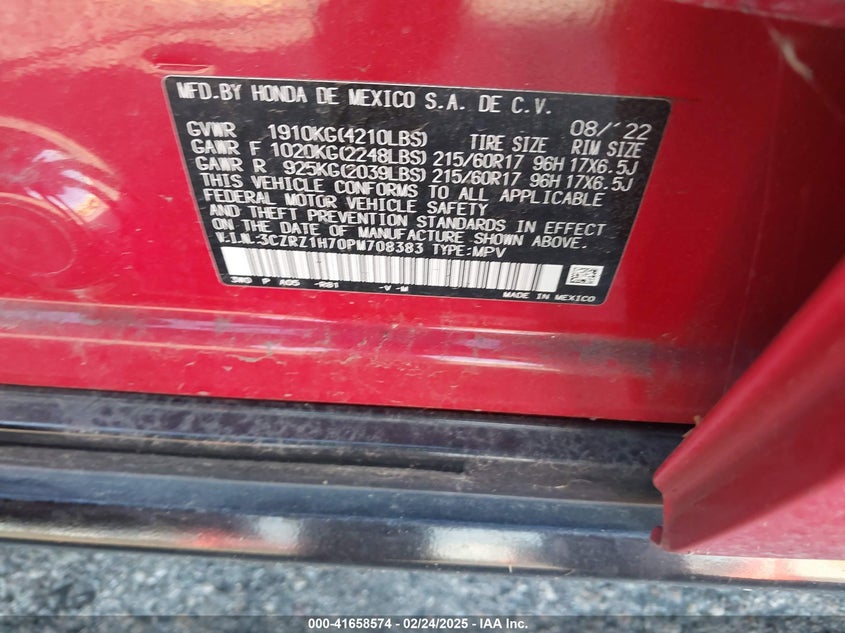 MFD.BY HONDA DE MEXICO S.A. DE C.V.
08/'22
GVWR 1910KG(4210LBS) TIRE SIZE RIM SIZE
GAWR F 1020KG(2248LBS) 215/60R17 96H 17X6.5J
GAWR R 925KG(2039LBS) 215/60R17 96H 17X6.5J
THIS VEHICLE CONFORMS TO ALL APPLICABLE
FEDERAL MOTOR VEHICLE SAFETY
AND THEFT PREVENTION STANDARDS IN EFFECT
ON THE DATE OF MANUFACTURE SHOWN ABOVE.
V.I.N.:3CZRZ1H70PM708383 TYPE:MPV
3W0 P A05 -R81 -V -M
MADE IN MEXICO
000-41658574 | 02/24/2025 | IAA Inc.